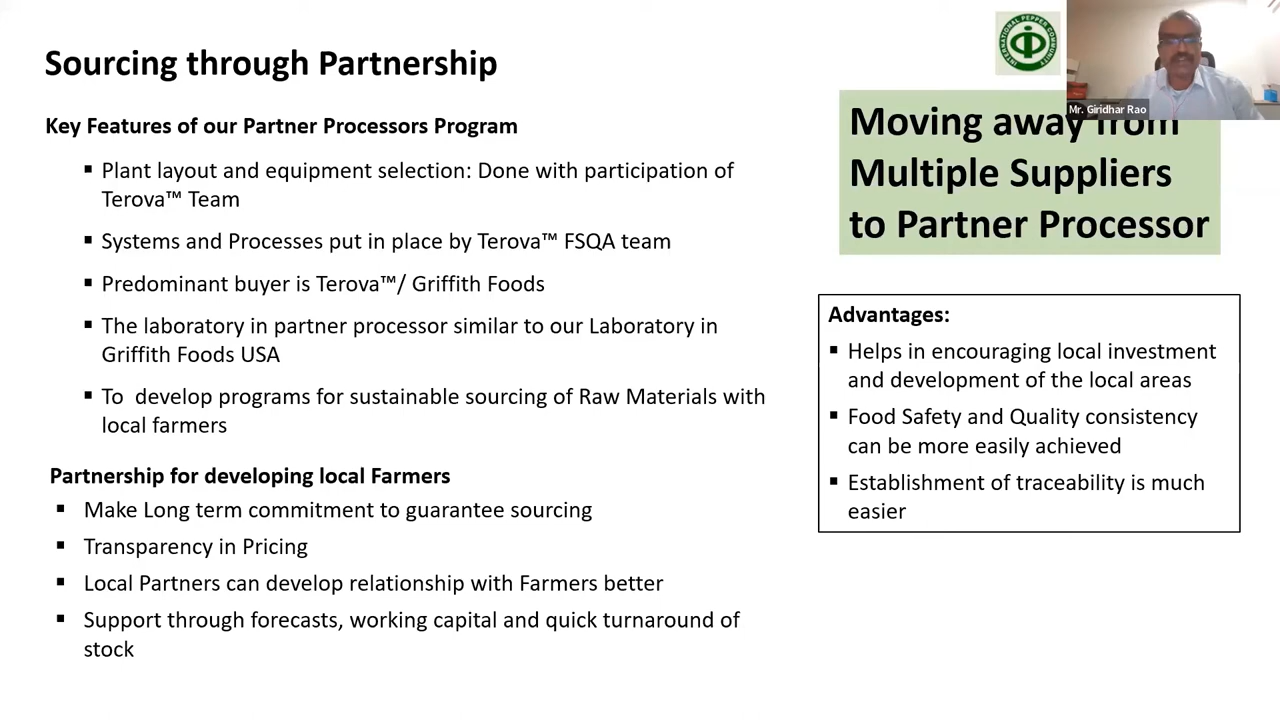 Sourcing through Partnership
Key Features of our Partner Processors Program
▪ Plant layout and equipment selection: Done with participation of
Terova™ Team
▪ Systems and Processes put in place by Terova™ FSQA team
▪ Predominant buyer is Terova™/ Griffith Foods
▪ The laboratory in partner processor similar to our Laboratory in
Griffith Foods USA
▪ To  develop programs for sustainable sourcing of Raw Materials with
local farmers
Partnership for developing local Farmers
▪ Make Long term commitment to guarantee sourcing
▪ Transparency in Pricing
▪ Local Partners can develop relationship with Farmers better
▪ Support through forecasts, working capital and quick turnaround of
stock
INTERNATIONAL PEPPER COMMUNITY
Mr. Giridhar Rao
Moving away from
Multiple Suppliers
to Partner Processor
Advantages:
▪ Helps in encouraging local investment
and development of the local areas
▪ Food Safety and Quality consistency
can be more easily achieved
▪ Establishment of traceability is much
easier